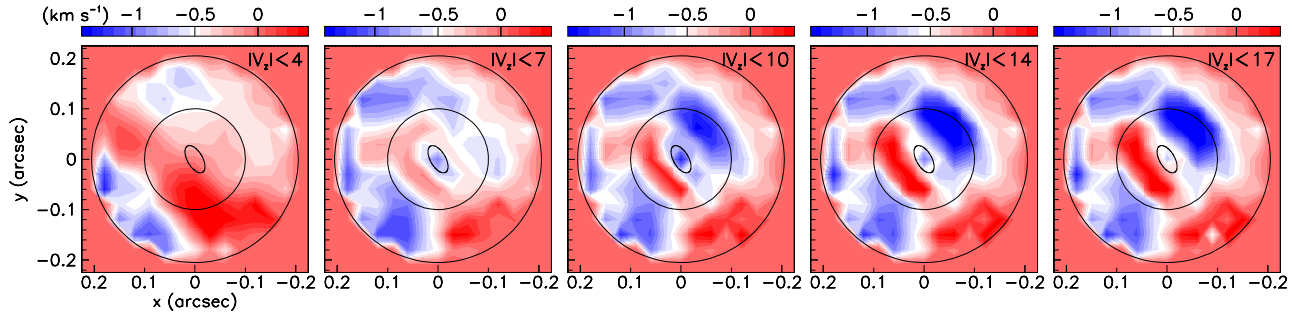 (km s⁻¹) −1 −0.5 0 −1 −0.5 0 −1 −0.5 0 −1 −0.5 0 −1 −0.5 0
|V_z|<4 |V_z|<7 |V_z|<10 |V_z|<14 |V_z|<17
0.2
0.1
0
−0.1
−0.2
y (arcsec)
0.2 0.1 0 −0.1 −0.2 0.2 0.1 0 −0.1 −0.2 0.2 0.1 0 −0.1 −0.2 0.2 0.1 0 −0.1 −0.2 0.2 0.1 0 −0.1 −0.2
x (arcsec)